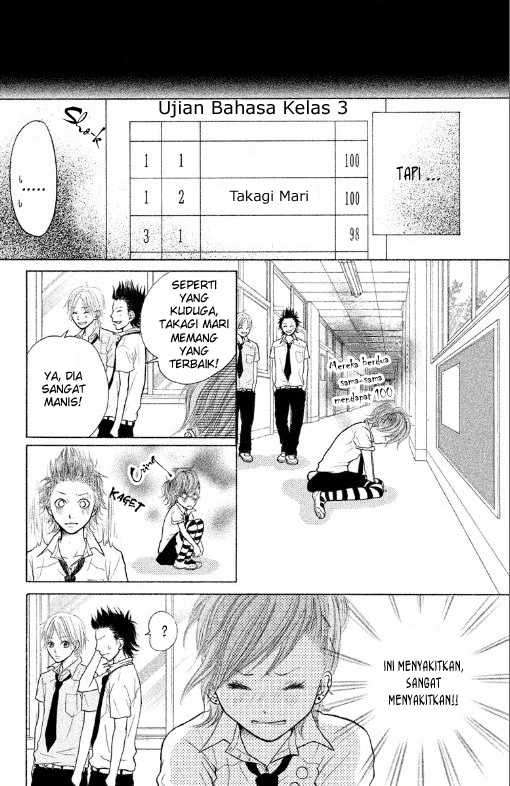 Ujian Bahasa Kelas 3
1 1 100
1 2 Takagi Mari 100
3 1 98
TAPI ...
Sho-k
.....
SEPERTI
YANG
KUDUGA,
TAKAGI MARI
MEMANG
YANG
TERBAIK!
YA, DIA
SANGAT
MANIS!
Mereka berdua
sama-sama
mendapat 100
Cring
KAGET
?
INI MENYAKITKAN,
SANGAT
MENYAKITKAN!!